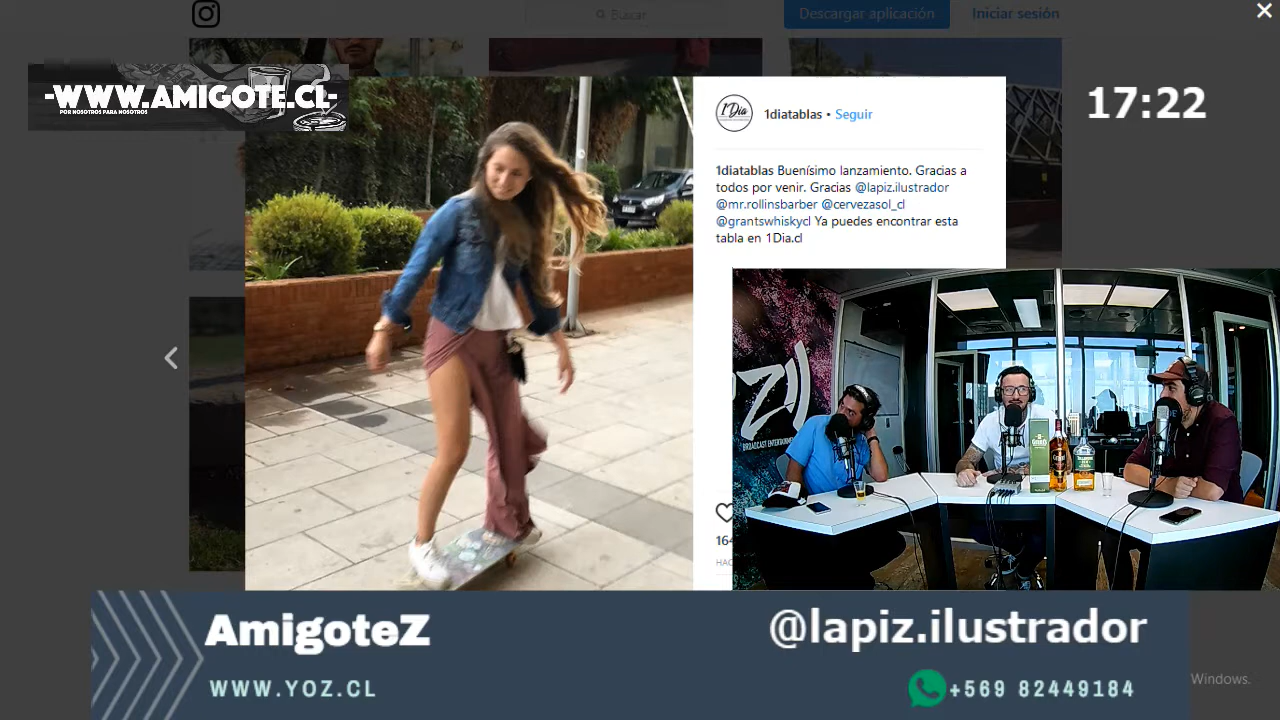 Buscar
Descargar aplicación
Iniciar sesión
-WWW.AMIGOTE.CL-
POR NOSOTROS PARA NOSOTROS
17:22
1Dia
1diatablas • Seguir
1diatablas Buenísimo lanzamiento. Gracias a
todos por venir. Gracias @lapiz.ilustrador
@mr.rollinsbarber @cervezasol_cl
@grantswhiskycl Ya puedes encontrar esta
tabla en 1Dia.cl
BROADCAST ENTERTAINMENT
AmigoteZ
@lapiz.ilustrador
WWW.YOZ.CL
+569 82449184
Windows.